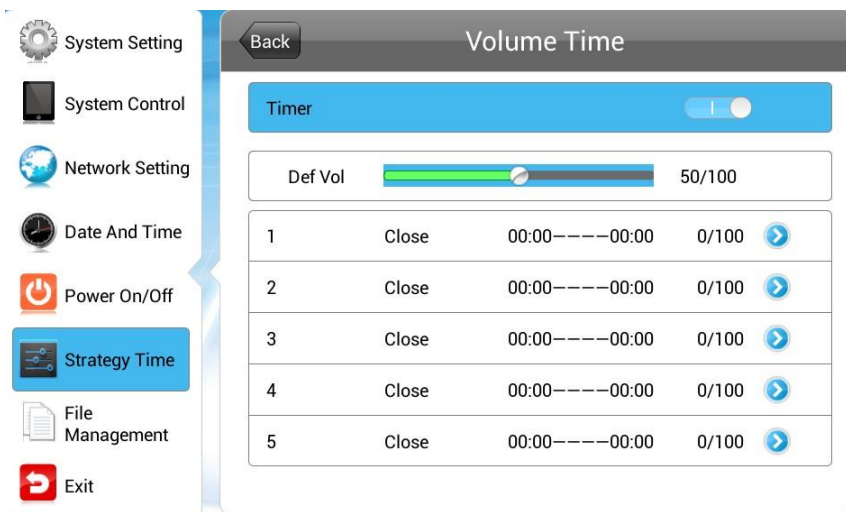 System Setting
System Control
Network Setting
Date And Time
Power On/Off
Strategy Time
File
Management
Exit
Back
Volume Time
Timer
Def Vol 50/100
1 Close 00:00————00:00 0/100
2 Close 00:00————00:00 0/100
3 Close 00:00————00:00 0/100
4 Close 00:00————00:00 0/100
5 Close 00:00————00:00 0/100